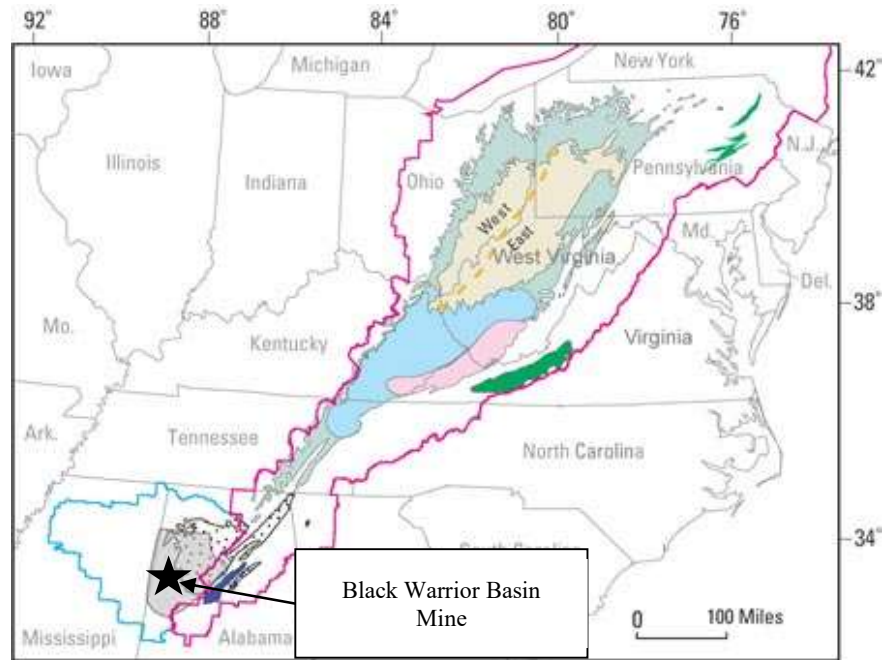 92°
88°
84°
80°
76°
Iowa
Michigan
New York
42°
Illinois
Indiana
Ohio
Pennsylvania
N.J.
West
East
West Virginia
Md.
Del.
38°
Mo.
Kentucky
Virginia
Ark.
Tennessee
North Carolina
South Carolina
34°
Black Warrior Basin
Mine
Mississippi
Alabama
0 100 Miles